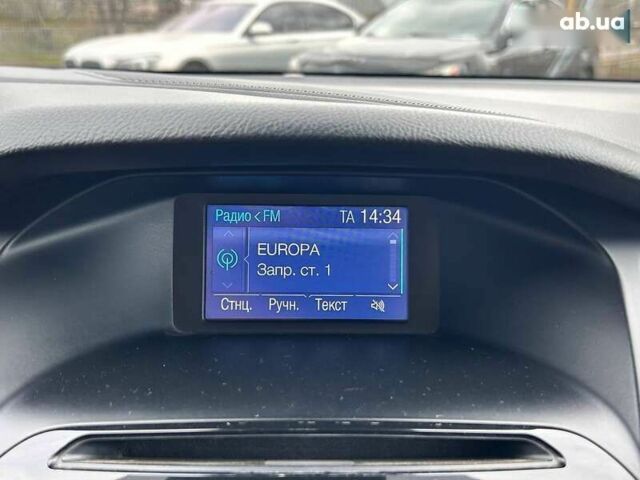 ab.ua
Радио < FM TA 14:34
EUROPA
Запр. ст. 1
Стнц. Ручн. Текст